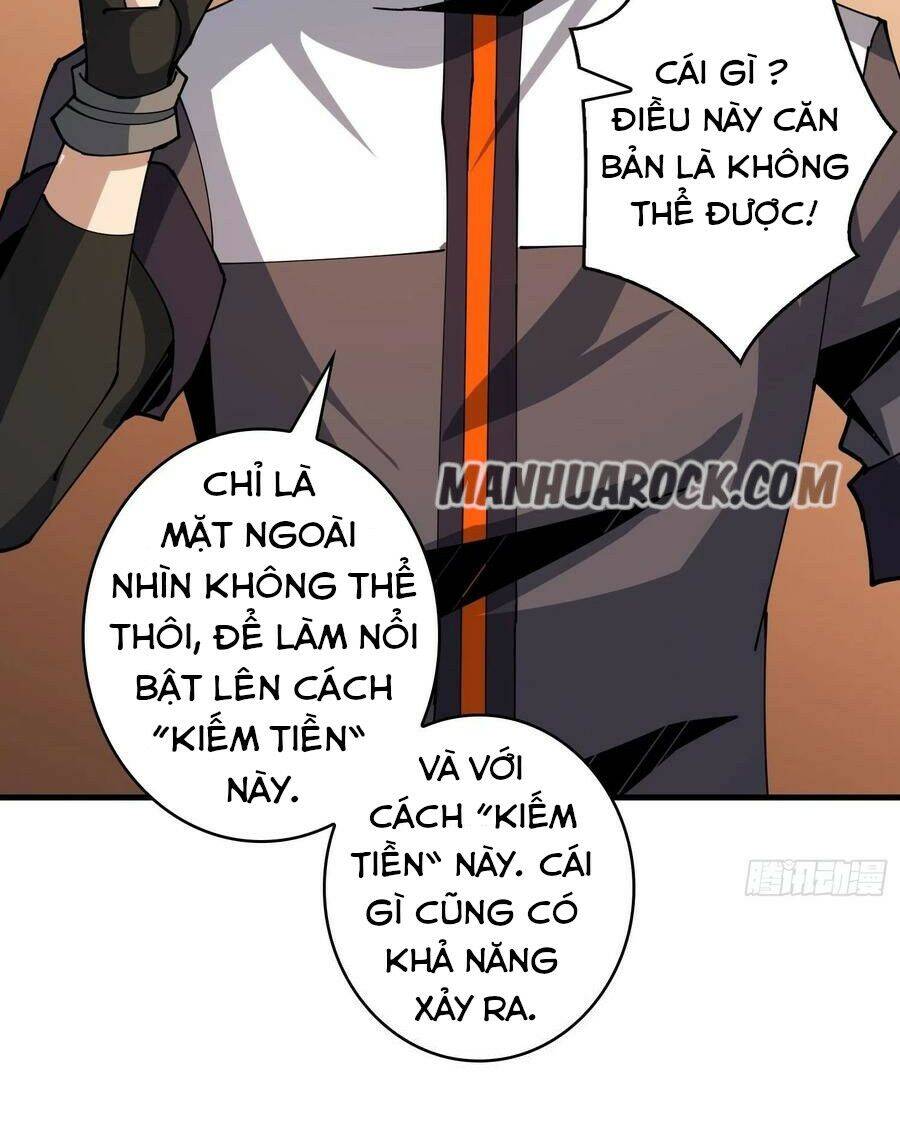 CÁI GÌ ?
ĐIỀU NÀY CĂN
BẢN LÀ KHÔNG
THỂ ĐƯỢC!
MANHUAROCK.COM
CHỈ LÀ
MẶT NGOÀI
NHÌN KHÔNG THỂ
THÔI, ĐỂ LÀM NỔI
BẬT LÊN CÁCH
"KIẾM TIỀN"
NÀY.
VÀ VỚI
CÁCH "KIẾM
TIỀN" NÀY. CÁI
GÌ CŨNG CÓ
KHẢ NĂNG
XẢY RA.
腾讯动漫